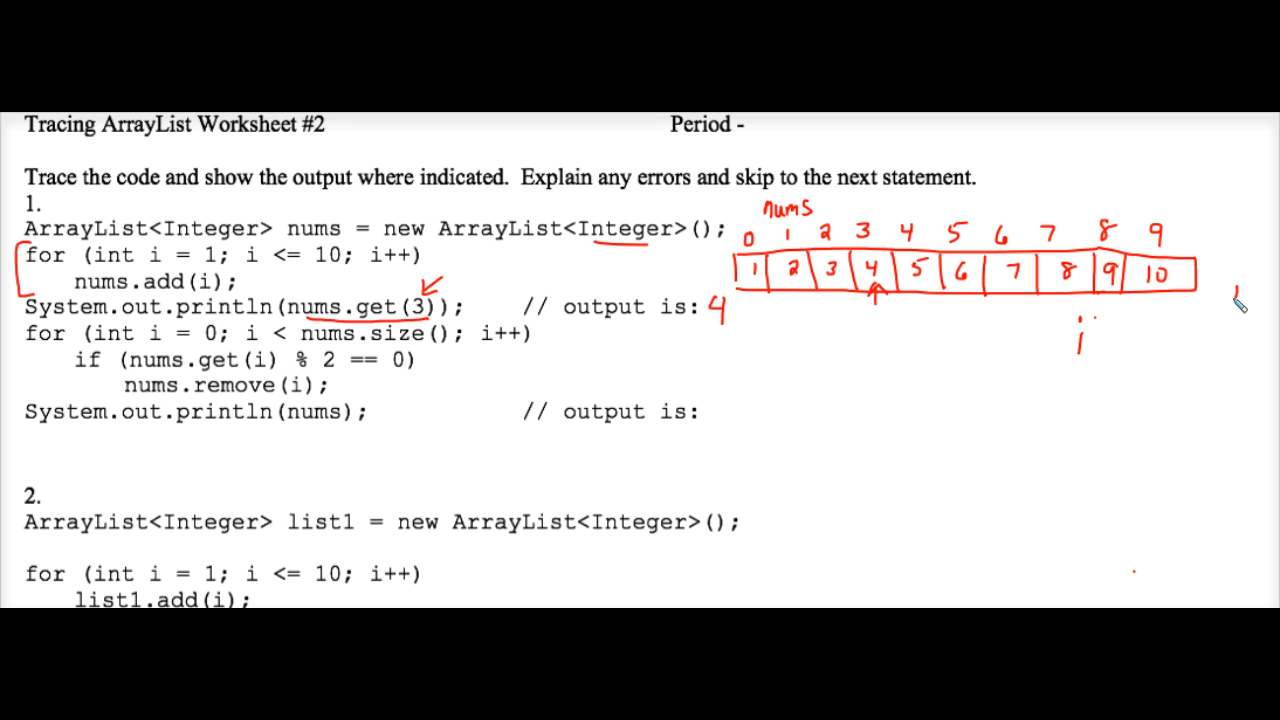 Tracing ArrayList Worksheet #2 Period -
Trace the code and show the output where indicated. Explain any errors and skip to the next statement.
1.
nums
ArrayList<Integer> nums = new ArrayList<Integer>(); 0 1 2 3 4 5 6 7 8 9
for (int i = 1; i <= 10; i++)
1 2 3 4 5 6 7 8 9 10
nums.add(i);
System.out.println(nums.get(3)); // output is: 4
for (int i = 0; i < nums.size(); i++)
i
if (nums.get(i) % 2 == 0)
nums.remove(i);
System.out.println(nums); // output is:
2.
ArrayList<Integer> list1 = new ArrayList<Integer>();
for (int i = 1; i <= 10; i++)
list1.add(i);